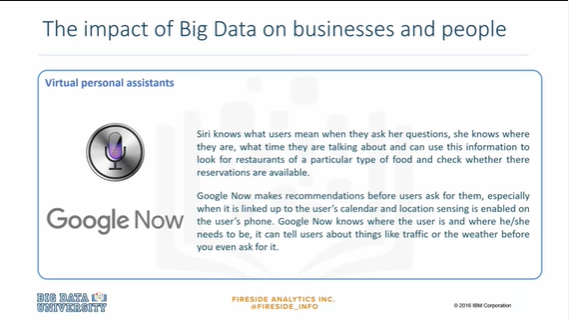 The impact of Big Data on businesses and people
Virtual personal assistants
Siri knows what users mean when they ask her questions, she knows where
they are, what time they are talking about and can use this information to
look for restaurants of a particular type of food and check whether there
reservations are available.
Google Now makes recommendations before users ask for them, especially
when it is linked up to the user's calendar and location sensing is enabled on
the user's phone. Google Now knows where the user is and where he/she
needs to be, it can tell users about things like traffic or the weather before
you even ask for it.
Google Now
BIG DATA
UNIVERSITY
FIRESIDE ANALYTICS INC.
@FIRESIDE_INFO
© 2016 IBM Corporation